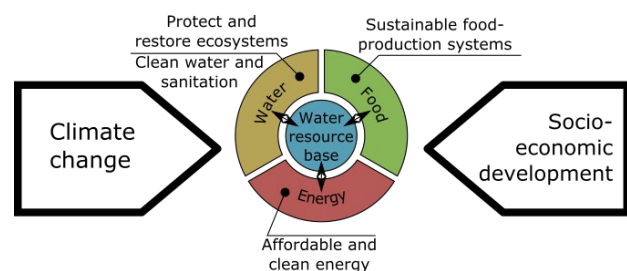 Protect and
restore ecosystems
Clean water and
sanitation
Sustainable food-
production systems
Climate
change
Water
Food
Water
resource
base
Energy
Socio-
economic
development
Affordable and
clean energy